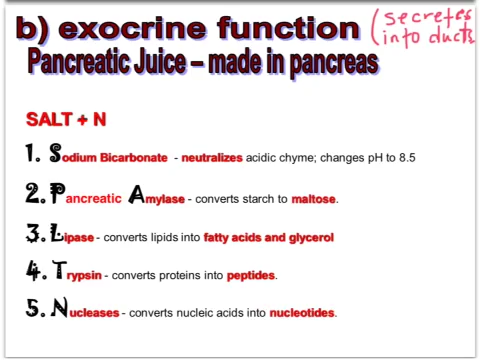 b) exocrine function (secretes
into ducts
Pancreatic Juice – made in pancreas
SALT + N
1. Sodium Bicarbonate - neutralizes acidic chyme; changes pH to 8.5
2. Pancreatic Amylase - converts starch to maltose.
3. Lipase - converts lipids into fatty acids and glycerol
4. Trypsin - converts proteins into peptides.
5. Nucleases - converts nucleic acids into nucleotides.